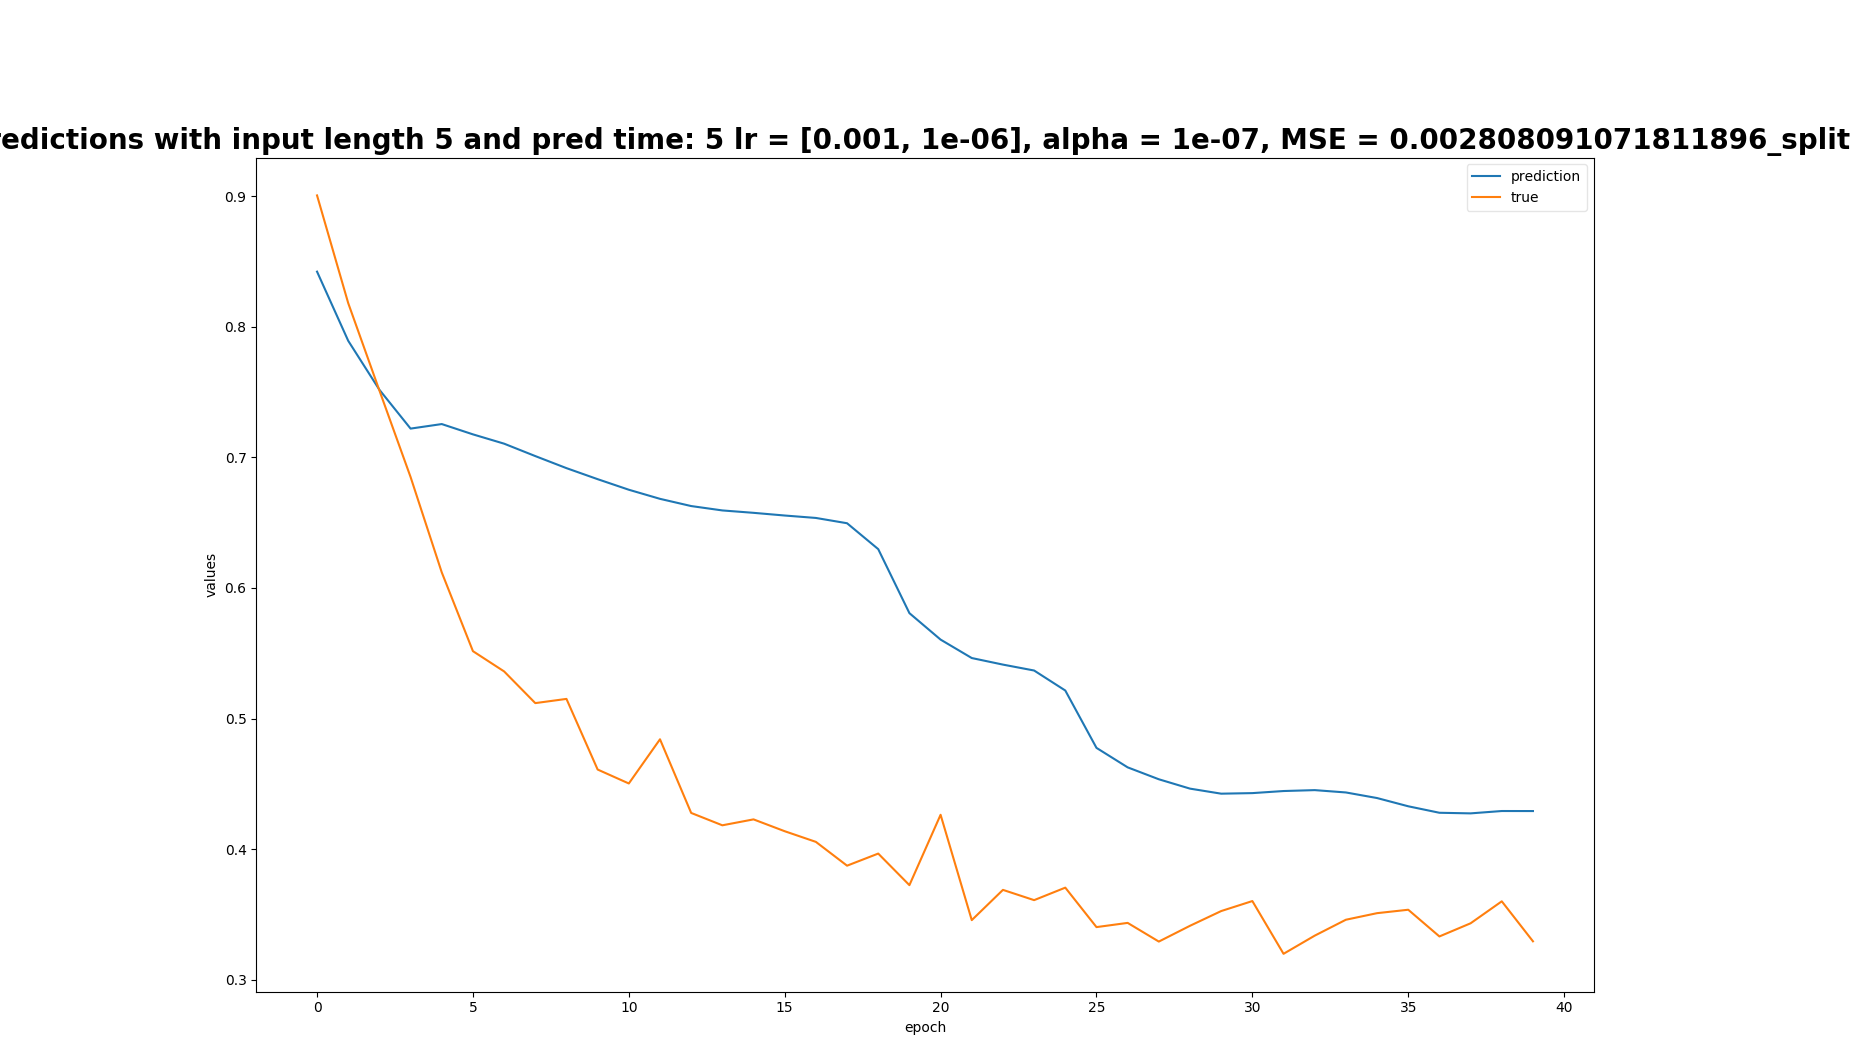 redictions with input length 5 and pred time: 5 lr = [0.001, 1e-06], alpha = 1e-07, MSE = 0.002808091071811896_split
prediction
true
0.9
0.8
0.7
0.6
0.5
0.4
0.3
values
0 5 10 15 20 25 30 35 40
epoch